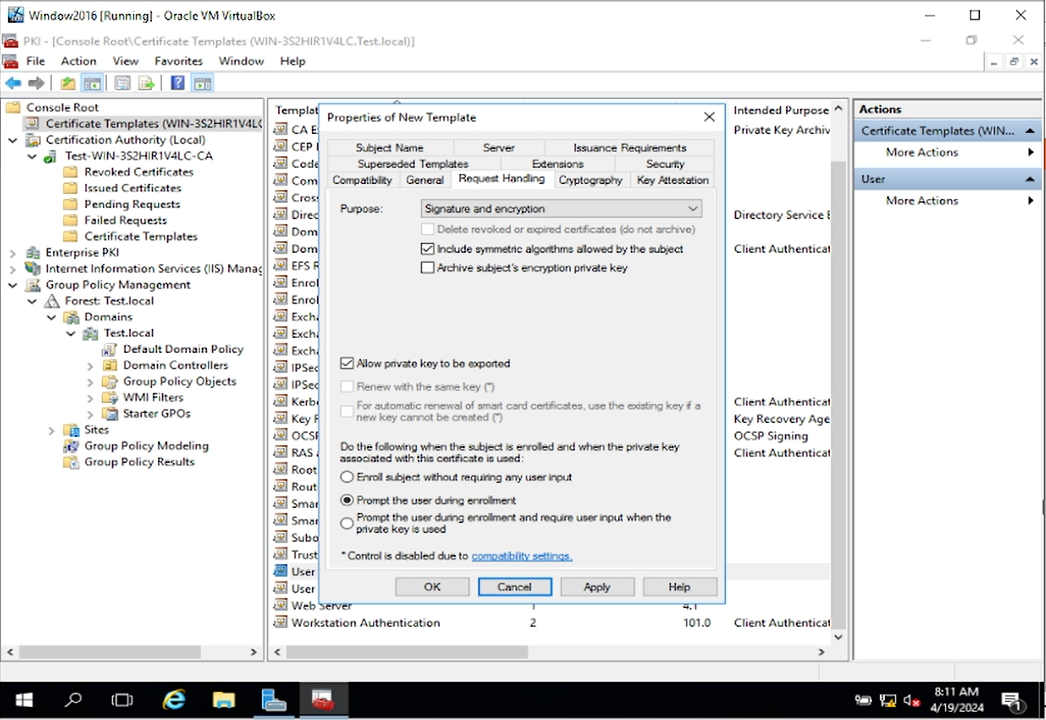 Window2016 [Running] - Oracle VM VirtualBox
PKI - [Console Root\Certificate Templates (WIN-3S2HIR1V4LC.Test.local)]
File Action View Favorites Window Help
Console Root
Certificate Templates (WIN-3S2HIR1V4LC
Certification Authority (Local)
Test-WIN-3S2HIR1V4LC-CA
Revoked Certificates
Issued Certificates
Pending Requests
Failed Requests
Certificate Templates
Enterprise PKI
Internet Information Services (IIS) Manag
Group Policy Management
Forest: Test.local
Domains
Test.local
Default Domain Policy
Domain Controllers
Group Policy Objects
WMI Filters
Starter GPOs
Sites
Group Policy Modeling
Group Policy Results
Templat
CA E
CEP
Code
Com
Cros
Direc
Dom
Dom
EFS R
Enrol
Enrol
Excha
Excha
Excha
IPSec
IPSec
Kerbe
Key R
OCSP
RAS
Root
Rout
Smar
Smar
Subo
Trust
User
User
Web Server 1 4.1
Workstation Authentication 2 101.0 Client Authenticat
Intended Purpose
Private Key Archiv
Directory Service E
Client Authenticat
Client Authenticat
Key Recovery Age
OCSP Signing
Client Authenticat
Properties of New Template
Subject Name Server Issuance Requirements
Superseded Templates Extensions Security
Compatibility General Request Handling Cryptography Key Attestation
Purpose: Signature and encryption
Delete revoked or expired certificates (do not archive)
Include symmetric algorithms allowed by the subject
Archive subject's encryption private key
Allow private key to be exported
Renew with the same key (*)
For automatic renewal of smart card certificates, use the existing key if a
new key cannot be created (*)
Do the following when the subject is enrolled and when the private key
associated with this certificate is used:
Enroll subject without requiring any user input
Prompt the user during enrollment
Prompt the user during enrollment and require user input when the
private key is used
* Control is disabled due to compatibility settings.
OK Cancel Apply Help
Actions
Certificate Templates (WIN...
More Actions
User
More Actions
8:11 AM
4/19/2024
1